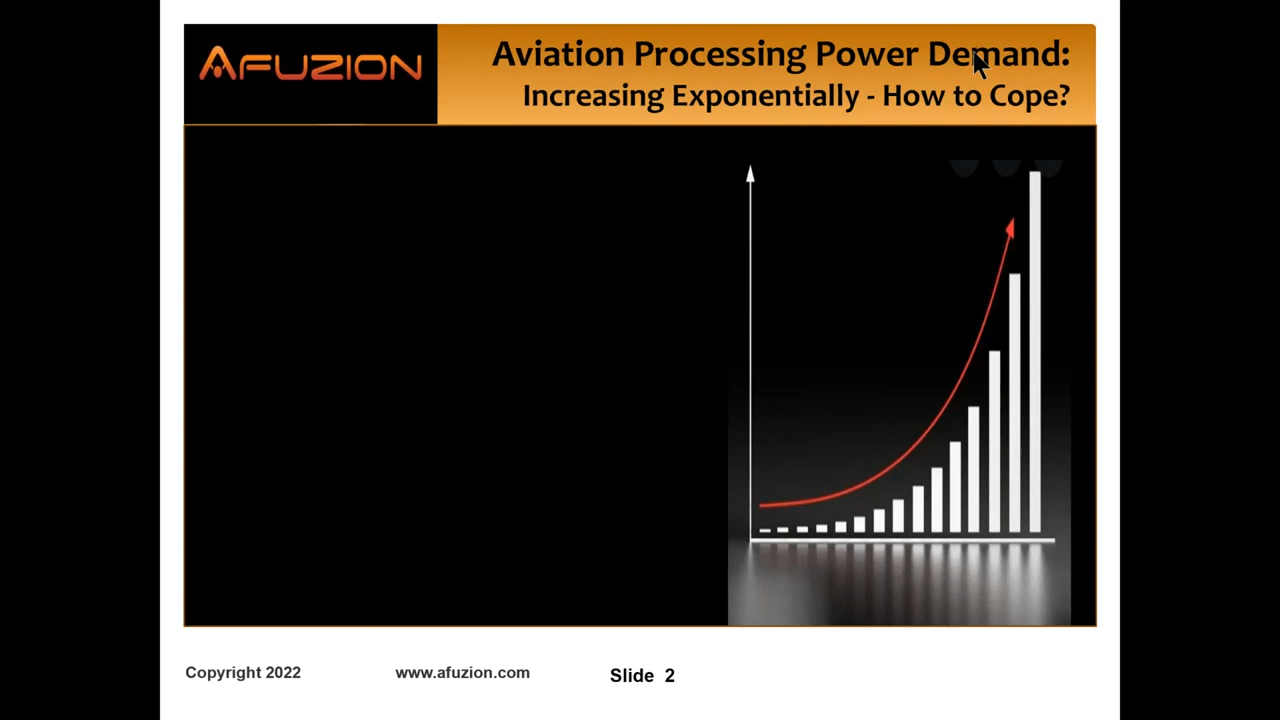 AFUZION
Aviation Processing Power Demand:
Increasing Exponentially - How to Cope?
Copyright 2022
www.afuzion.com
Slide 2